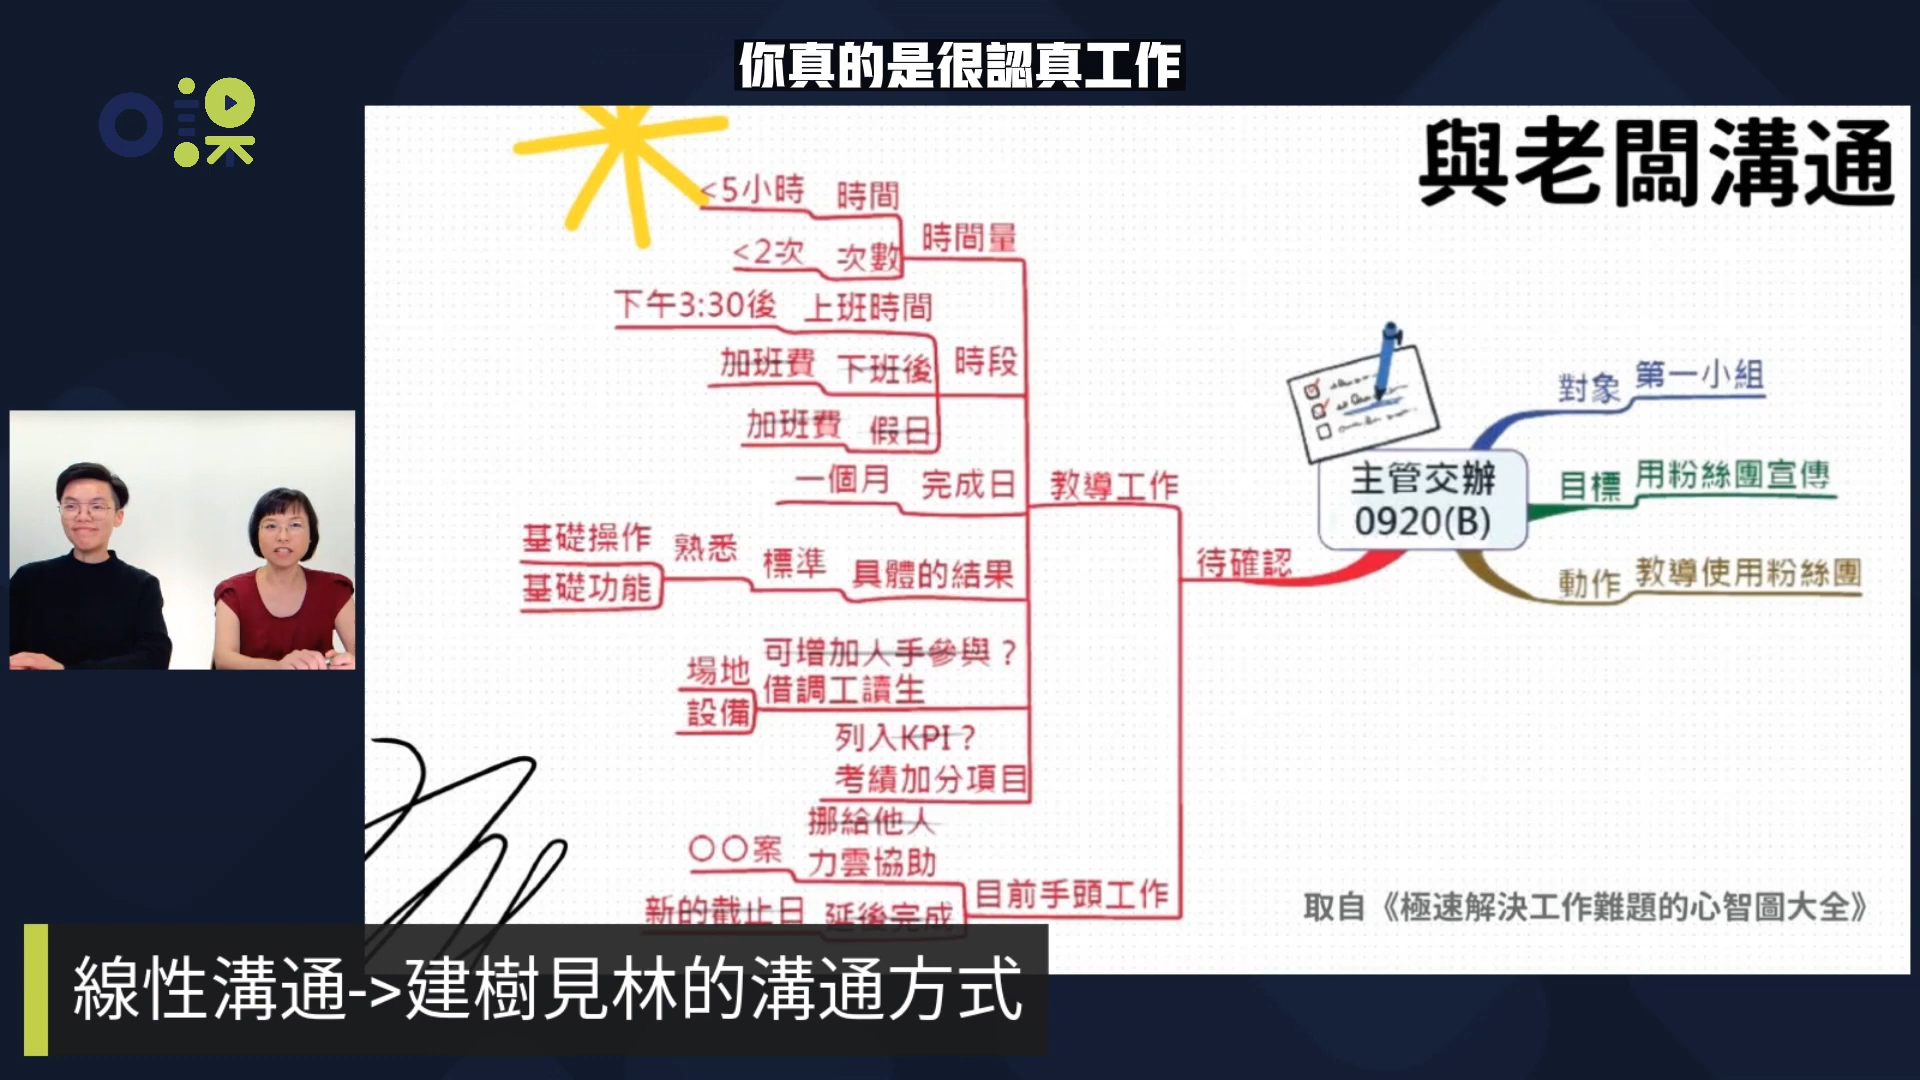 你真的是很認真工作
課
與老闆溝通
<5小時 時間
<2次 次數
時間量
下午3:30後 上班時間
加班費 下班後
加班費 假日
時段
一個月 完成日
基礎操作
基礎功能
熟悉 標準 具體的結果
場地
設備
可增加人手參與?
借調工讀生
列入KPI?
考績加分項目
教導工作
〇〇案
挪給他人
力雲協助
新的截止日 延後完成
目前手頭工作
待確認
主管交辦
0920(B)
對象 第一小組
目標 用粉絲團宣傳
動作 教導使用粉絲團
取自《極速解決工作難題的心智圖大全》
線性溝通->建樹見林的溝通方式